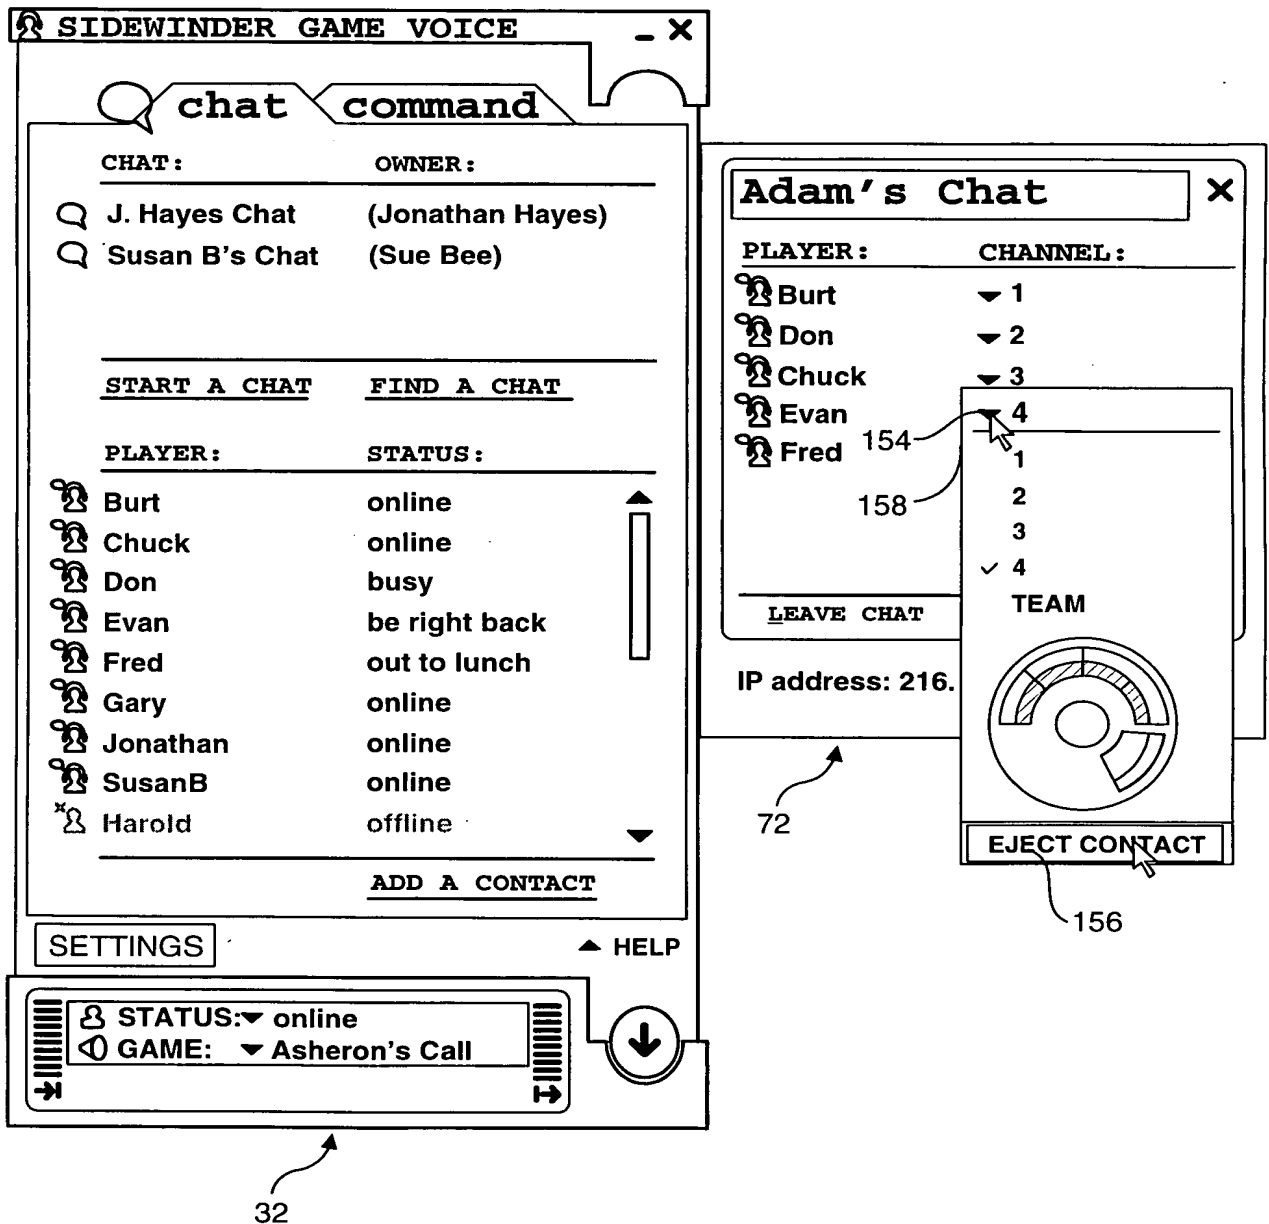 SIDEWINDER GAME VOICE
chat command
CHAT: OWNER:
J. Hayes Chat (Jonathan Hayes)
Susan B's Chat (Sue Bee)
START A CHAT FIND A CHAT
PLAYER: STATUS:
Burt online
Chuck online
Don busy
Evan be right back
Fred out to lunch
Gary online
Jonathan online
SusanB online
Harold offline
ADD A CONTACT
SETTINGS HELP
STATUS: online
GAME: Asheron's Call
32
Adam's Chat
PLAYER: CHANNEL:
Burt 1
Don 2
Chuck 3
Evan 4
Fred
154
158
1
2
3
4
TEAM
LEAVE CHAT
IP address: 216.
72
EJECT CONTACT
156